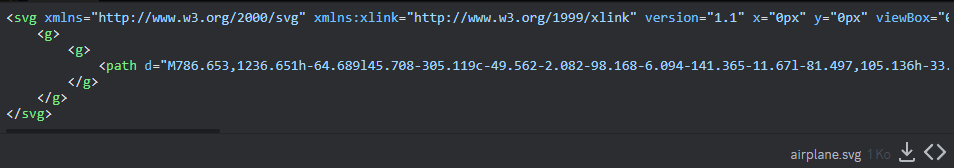 <svg xmlns="http://www.w3.org/2000/svg" xmlns:xlink="http://www.w3.org/1999/xlink" version="1.1" x="0px" y="0px" viewBox="0
<g>
<g>
<path d="M786.653,1236.651h-64.689l45.708-305.119c-49.562-2.082-98.168-6.094-141.365-11.67l-81.497,105.136h-33.
</g>
</g>
</svg>
airplane.svg 1 Ko